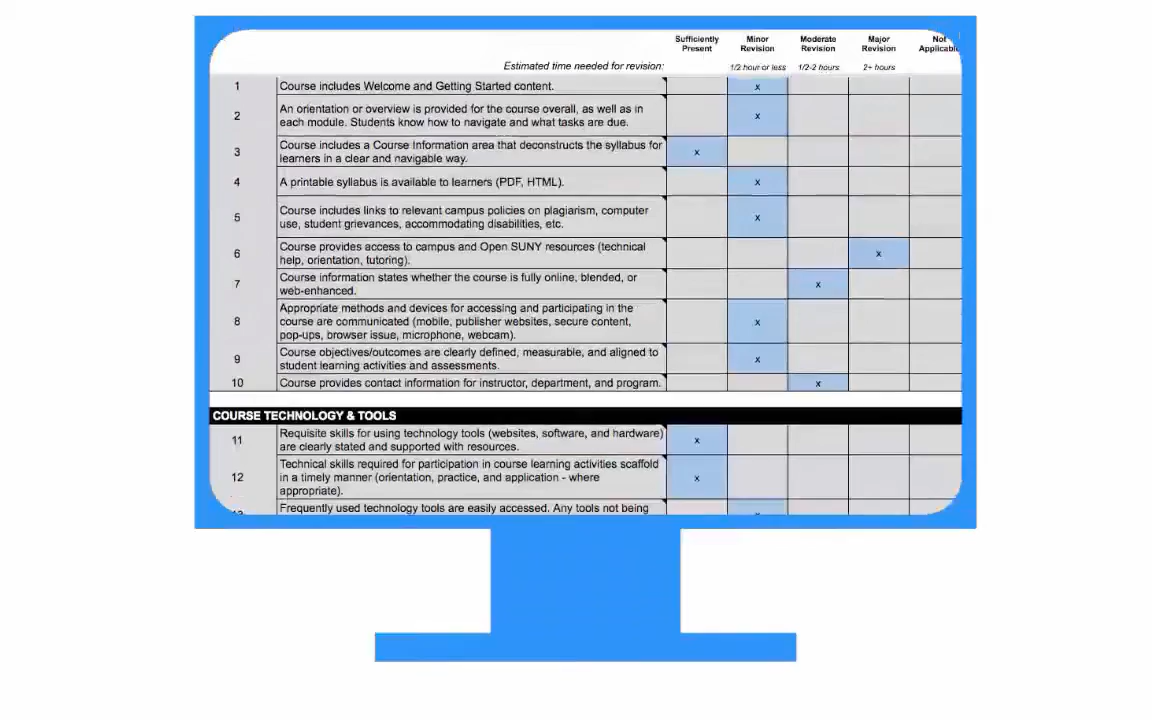 Sufficiently Present
Minor Revision
Moderate Revision
Major Revision
Not Applicable
Estimated time needed for revision:
1/2 hour or less
1/2-2 hours
2+ hours
1 Course includes Welcome and Getting Started content. x
2 An orientation or overview is provided for the course overall, as well as in
each module. Students know how to navigate and what tasks are due. x
3 Course includes a Course Information area that deconstructs the syllabus for
learners in a clear and navigable way. x
4 A printable syllabus is available to learners (PDF, HTML). x
5 Course includes links to relevant campus policies on plagiarism, computer
use, student grievances, accommodating disabilities, etc. x
6 Course provides access to campus and Open SUNY resources (technical
help, orientation, tutoring). x
7 Course information states whether the course is fully online, blended, or
web-enhanced. x
8 Appropriate methods and devices for accessing and participating in the
course are communicated (mobile, publisher websites, secure content,
pop-ups, browser issue, microphone, webcam). x
9 Course objectives/outcomes are clearly defined, measurable, and aligned to
student learning activities and assessments. x
10 Course provides contact information for instructor, department, and program. x
COURSE TECHNOLOGY & TOOLS
11 Requisite skills for using technology tools (websites, software, and hardware)
are clearly stated and supported with resources. x
12 Technical skills required for participation in course learning activities scaffold
in a timely manner (orientation, practice, and application - where
appropriate). x
Frequently used technology tools are easily accessed. Any tools not being